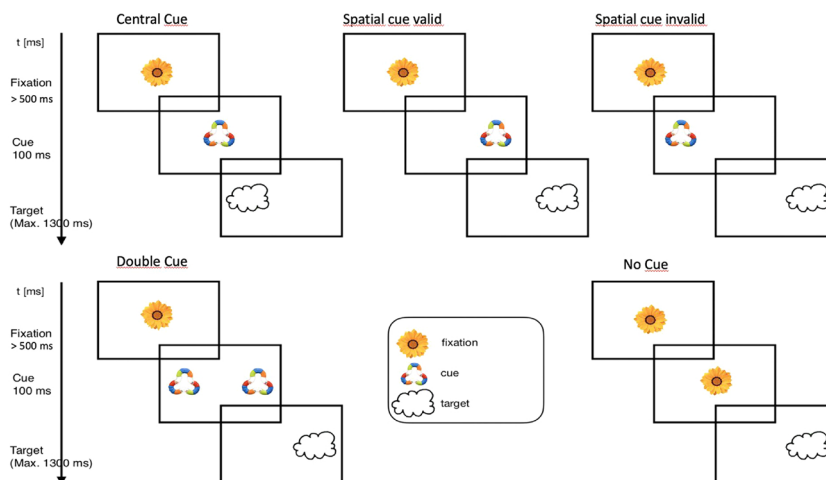 Central Cue
Spatial cue valid
Spatial cue invalid
t [ms]
Fixation
> 500 ms
Cue
100 ms
Target
(Max. 1300 ms)
Double Cue
No Cue
t [ms]
Fixation
> 500 ms
Cue
100 ms
Target
(Max. 1300 ms)
fixation
cue
target